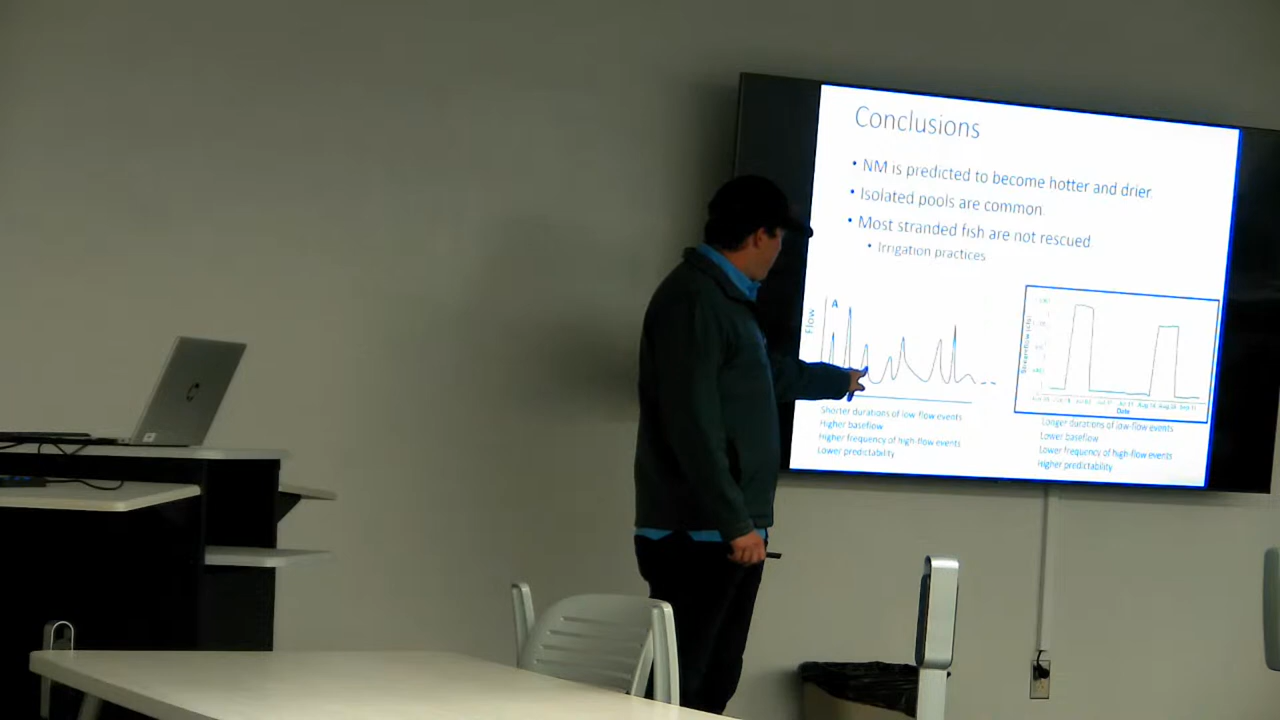 Conclusions
• NM is predicted to become hotter and drier
• Isolated pools are common.
• Most stranded fish are not rescued
• Irrigation practices
A
Flow
Shorter durations of low-flow events
Higher baseflow
Higher frequency of high-flow events
Lower predictability
Date
Longer durations of low-flow events
Lower baseflow
Lower frequency of high-flow events
Higher predictability